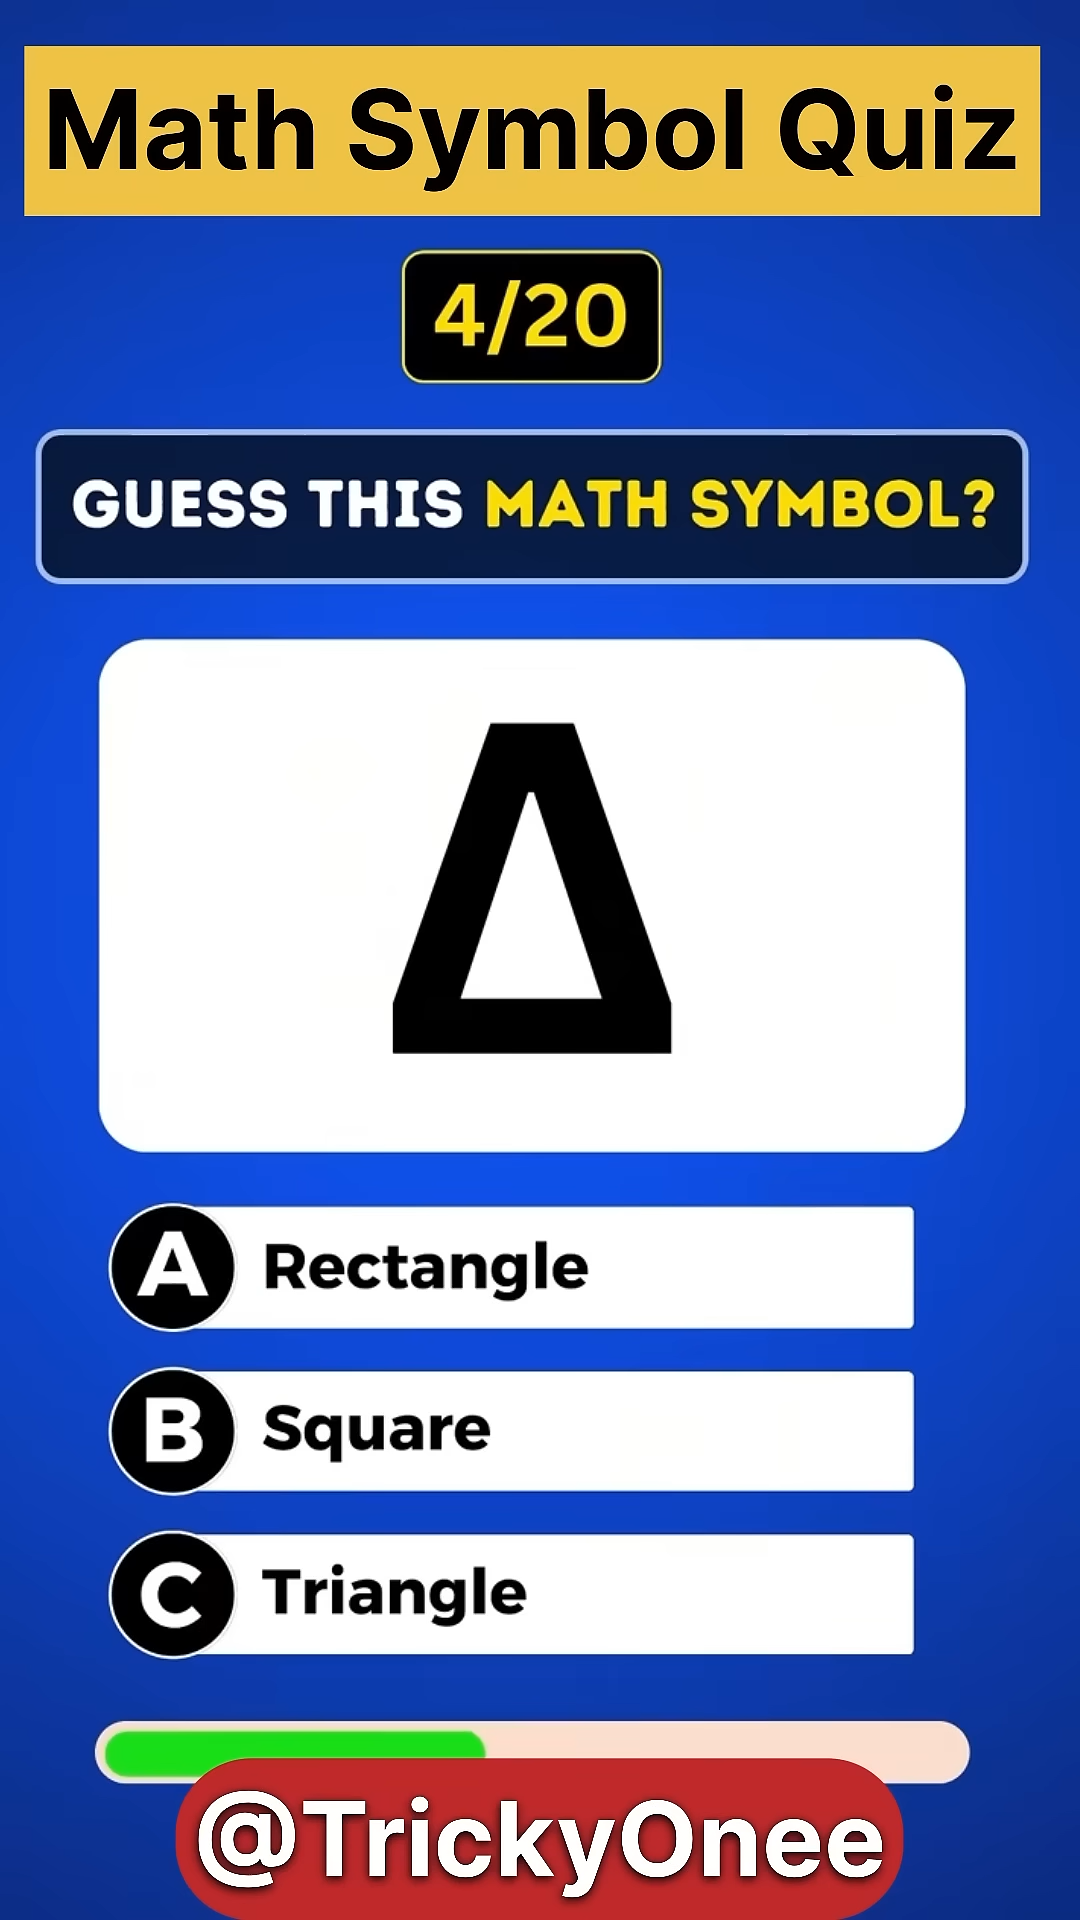 Math Symbol Quiz
4/20
GUESS THIS MATH SYMBOL?
Δ
A Rectangle
B Square
C Triangle
@TrickyOnee